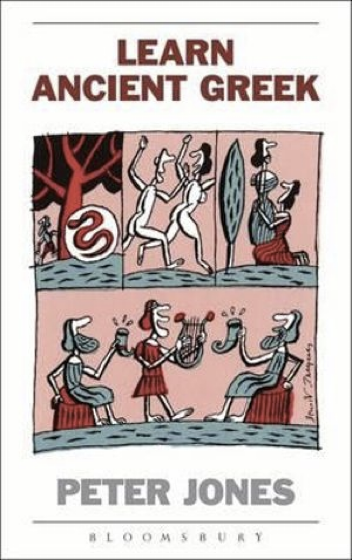 LEARN
ANCIENT GREEK
PETER JONES
BLOOMSBURY